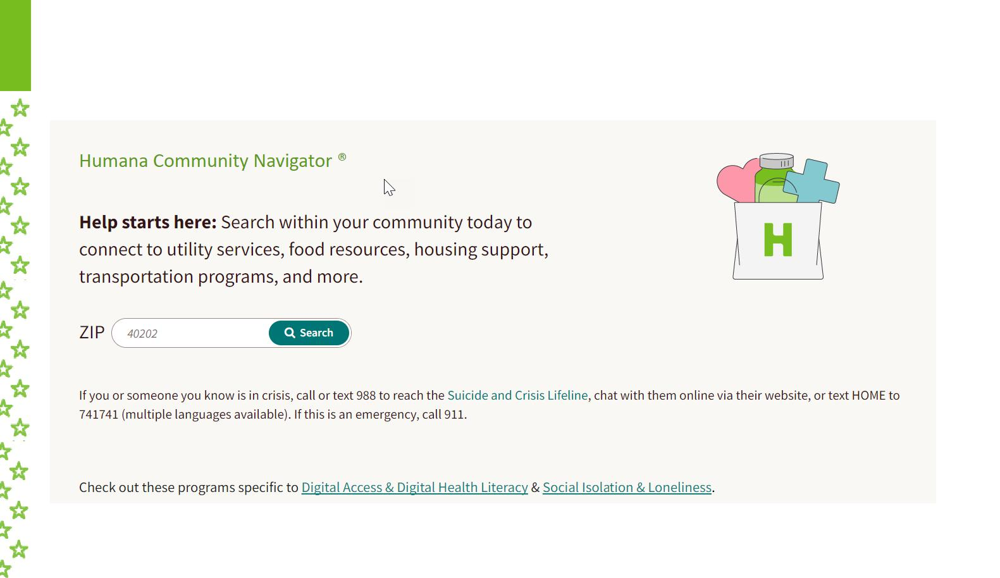 Humana Community Navigator ®
H
Help starts here: Search within your community today to
connect to utility services, food resources, housing support,
transportation programs, and more.
ZIP 40202 Search
If you or someone you know is in crisis, call or text 988 to reach the Suicide and Crisis Lifeline, chat with them online via their website, or text HOME to
741741 (multiple languages available). If this is an emergency, call 911.
Check out these programs specific to Digital Access & Digital Health Literacy & Social Isolation & Loneliness.